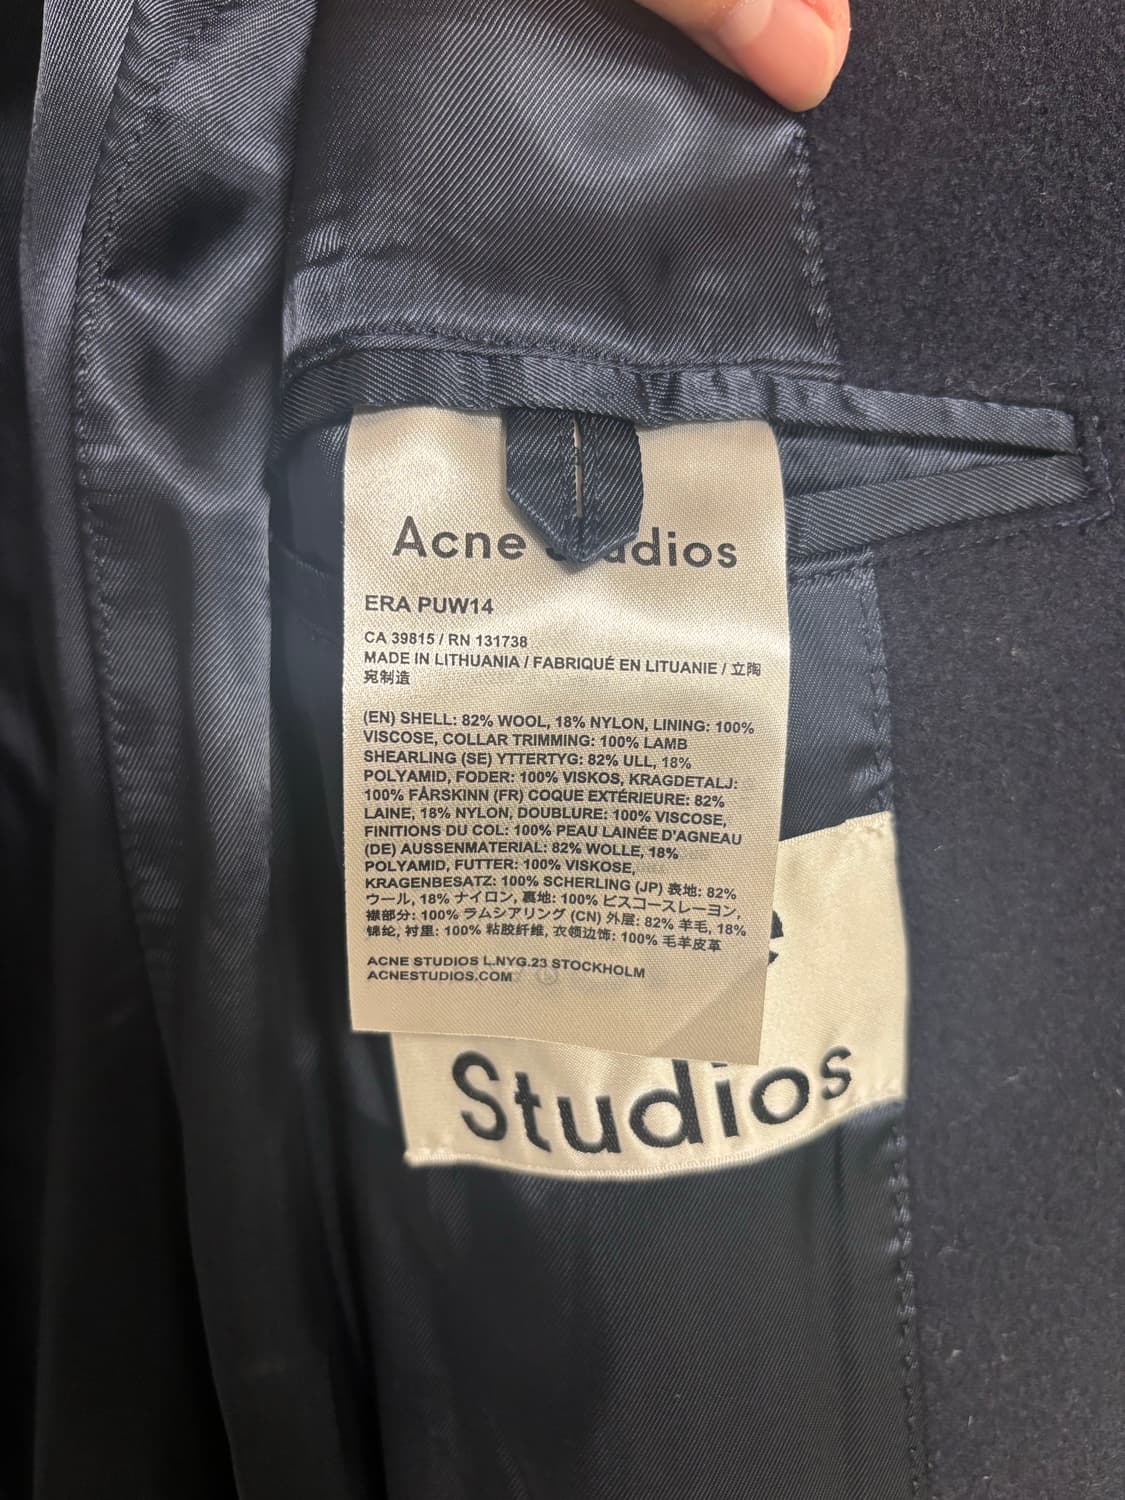 Acne Studios
ERA PUW14
CA 39815 / RN 131738
MADE IN LITHUANIA / FABRIQUÉ EN LITUANIE / 立陶
宛制造
(EN) SHELL: 82% WOOL, 18% NYLON, LINING: 100%
VISCOSE, COLLAR TRIMMING: 100% LAMB
SHEARLING (SE) YTTERTYG: 82% ULL, 18%
POLYAMID, FODER: 100% VISKOS, KRAGDETALJ:
100% FÅRSKINN (FR) COQUE EXTÉRIEURE: 82%
LAINE, 18% NYLON, DOUBLURE: 100% VISCOSE,
FINITIONS DU COL: 100% PEAU LAINÉE D'AGNEAU
(DE) AUSSENMATERIAL: 82% WOLLE, 18%
POLYAMID, FUTTER: 100% VISKOSE,
KRAGENBESATZ: 100% SCHERLING (JP) 表地: 82%
ウール, 18% ナイロン, 裏地: 100% ビスコースレーヨン,
襟部分: 100% ラムシアリング (CN) 外层: 82% 羊毛, 18%
锦纶, 衬里: 100% 粘胶纤维, 衣领边饰: 100% 毛羊皮革
ACNE STUDIOS L.NYG.23 STOCKHOLM
ACNESTUDIOS.COM
Studios